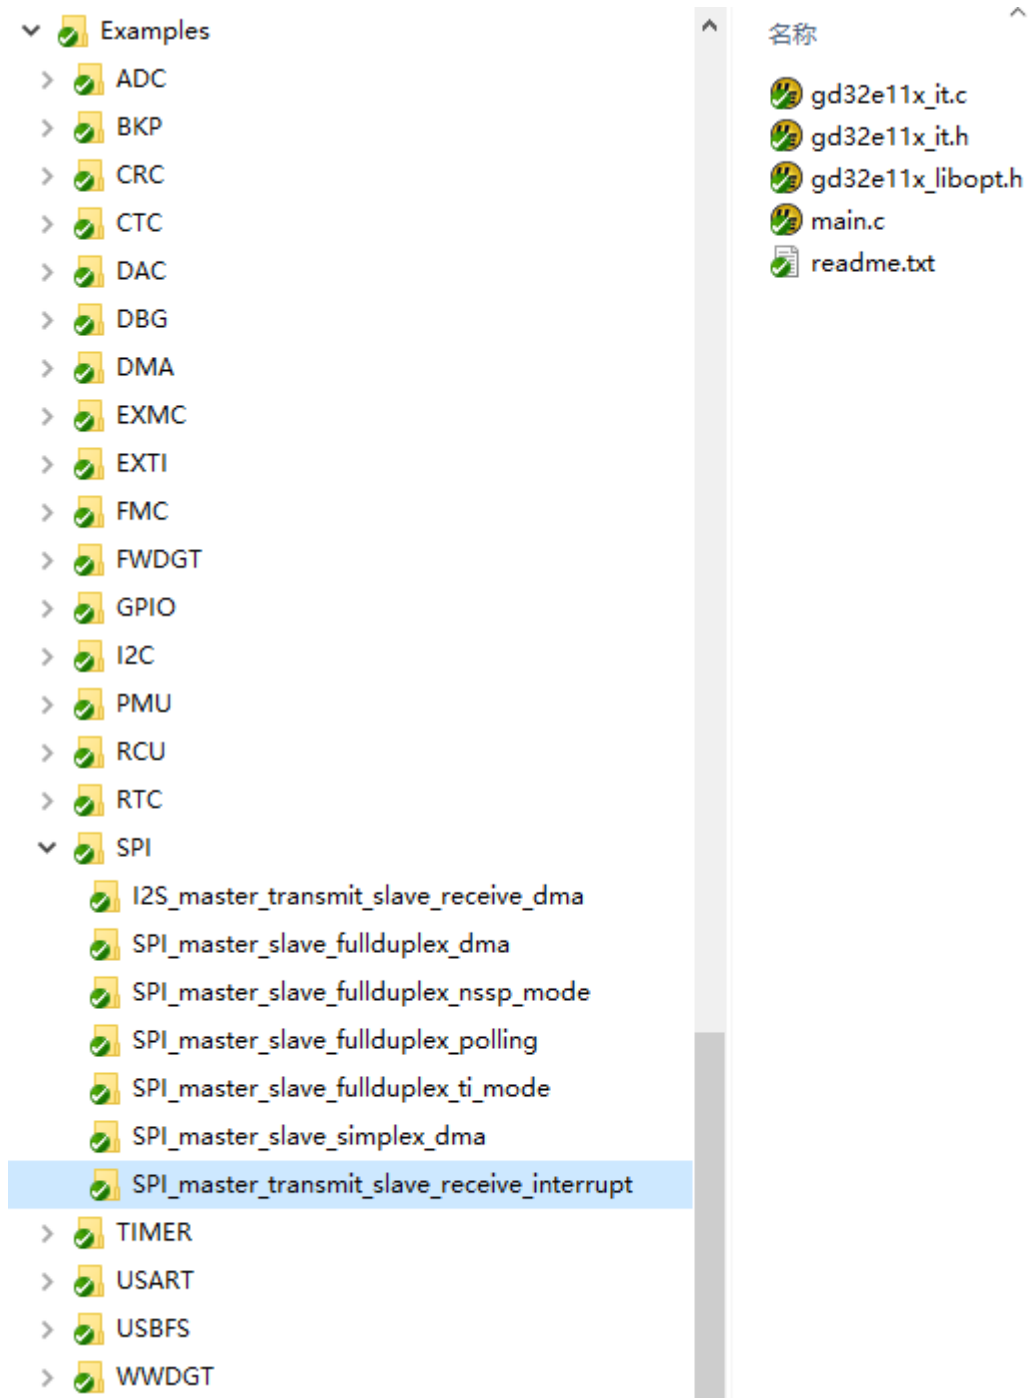 Examples
ADC
BKP
CRC
CTC
DAC
DBG
DMA
EXMC
EXTI
FMC
FWDGT
GPIO
I2C
PMU
RCU
RTC
SPI
I2S_master_transmit_slave_receive_dma
SPI_master_slave_fullduplex_dma
SPI_master_slave_fullduplex_nssp_mode
SPI_master_slave_fullduplex_polling
SPI_master_slave_fullduplex_ti_mode
SPI_master_slave_simplex_dma
SPI_master_transmit_slave_receive_interrupt
TIMER
USART
USBFS
WWDGT
名称
gd32e11x_it.c
gd32e11x_it.h
gd32e11x_libopt.h
main.c
readme.txt